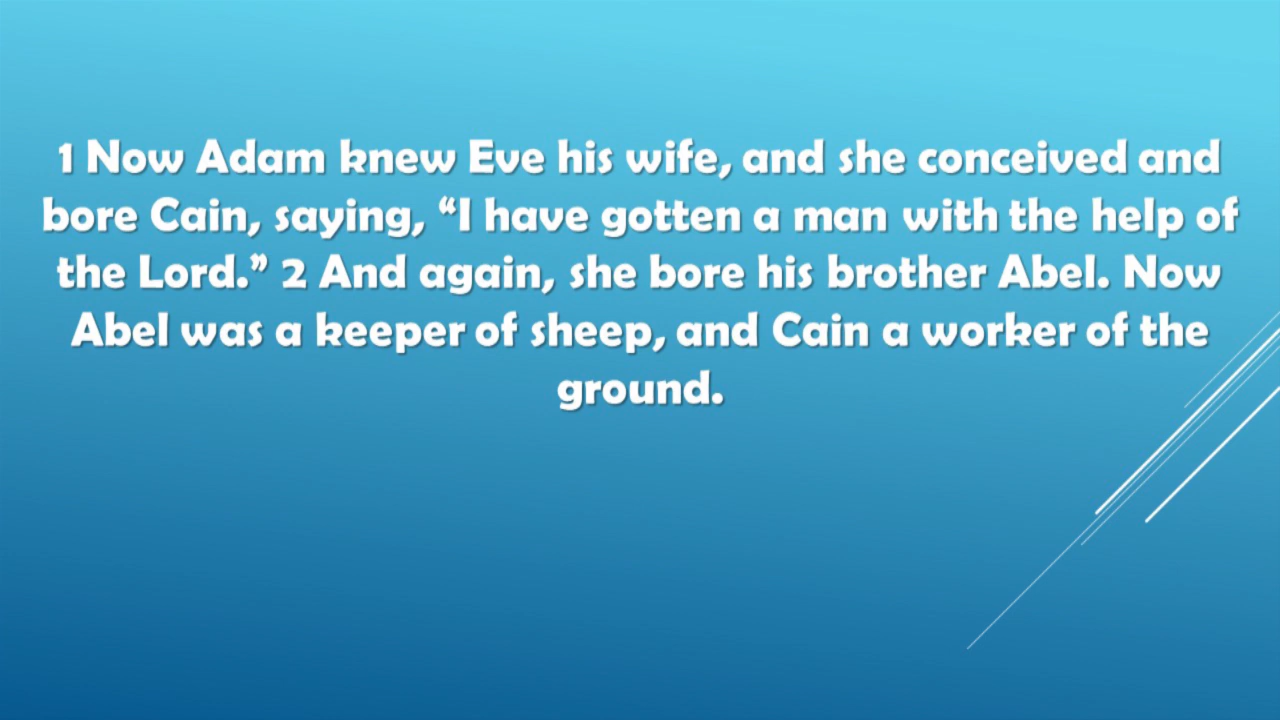 1 Now Adam knew Eve his wife, and she conceived and
bore Cain, saying, “I have gotten a man with the help of
the Lord.” 2 And again, she bore his brother Abel. Now
Abel was a keeper of sheep, and Cain a worker of the
ground.